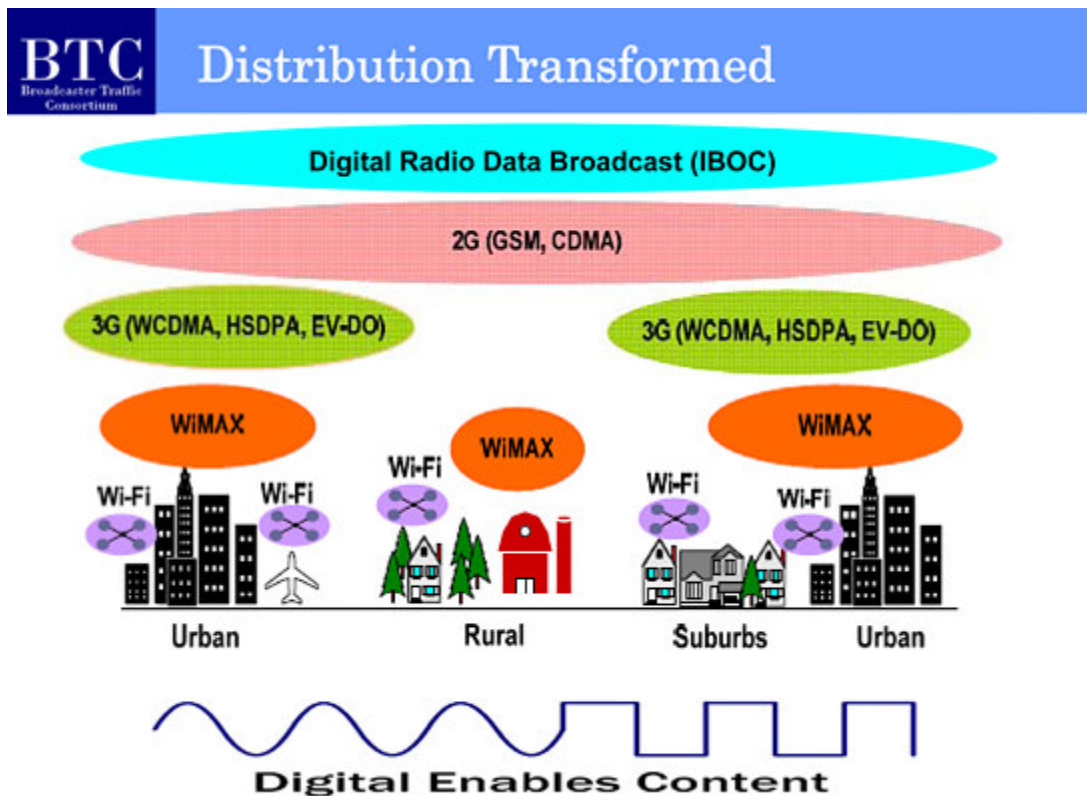 BTC
Broadcaster Traffic
Consortium
Distribution Transformed
Digital Radio Data Broadcast (IBOC)
2G (GSM, CDMA)
3G (WCDMA, HSDPA, EV-DO)
3G (WCDMA, HSDPA, EV-DO)
WiMAX
WiMAX
WiMAX
Wi-Fi
Wi-Fi
Wi-Fi
Wi-Fi
Wi-Fi
Urban
Rural
Suburbs
Urban
Digital Enables Content